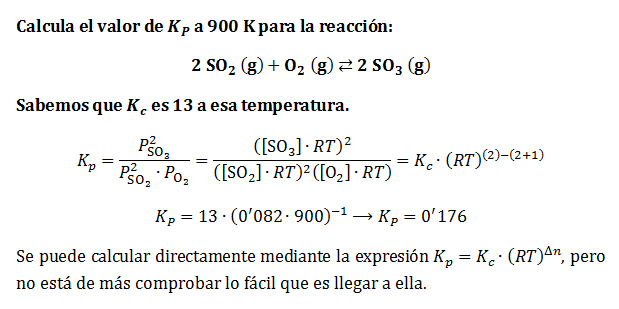 Calcula el valor de K_P a 900 K para la reacción:
2 SO₂ (g) + O₂ (g) ⇄ 2 SO₃ (g)
Sabemos que K_c es 13 a esa temperatura.
K_p = P²_SO₃ / (P²_SO₂ · P_O₂) = ([SO₃] · RT)² / (([SO₂] · RT)² ([O₂] · RT)) = K_c · (RT)^((2)−(2+1))
K_P = 13 · (0′082 · 900)⁻¹ ⟶ K_P = 0′176
Se puede calcular directamente mediante la expresión K_p = K_c · (RT)^Δn, pero
no está de más comprobar lo fácil que es llegar a ella.